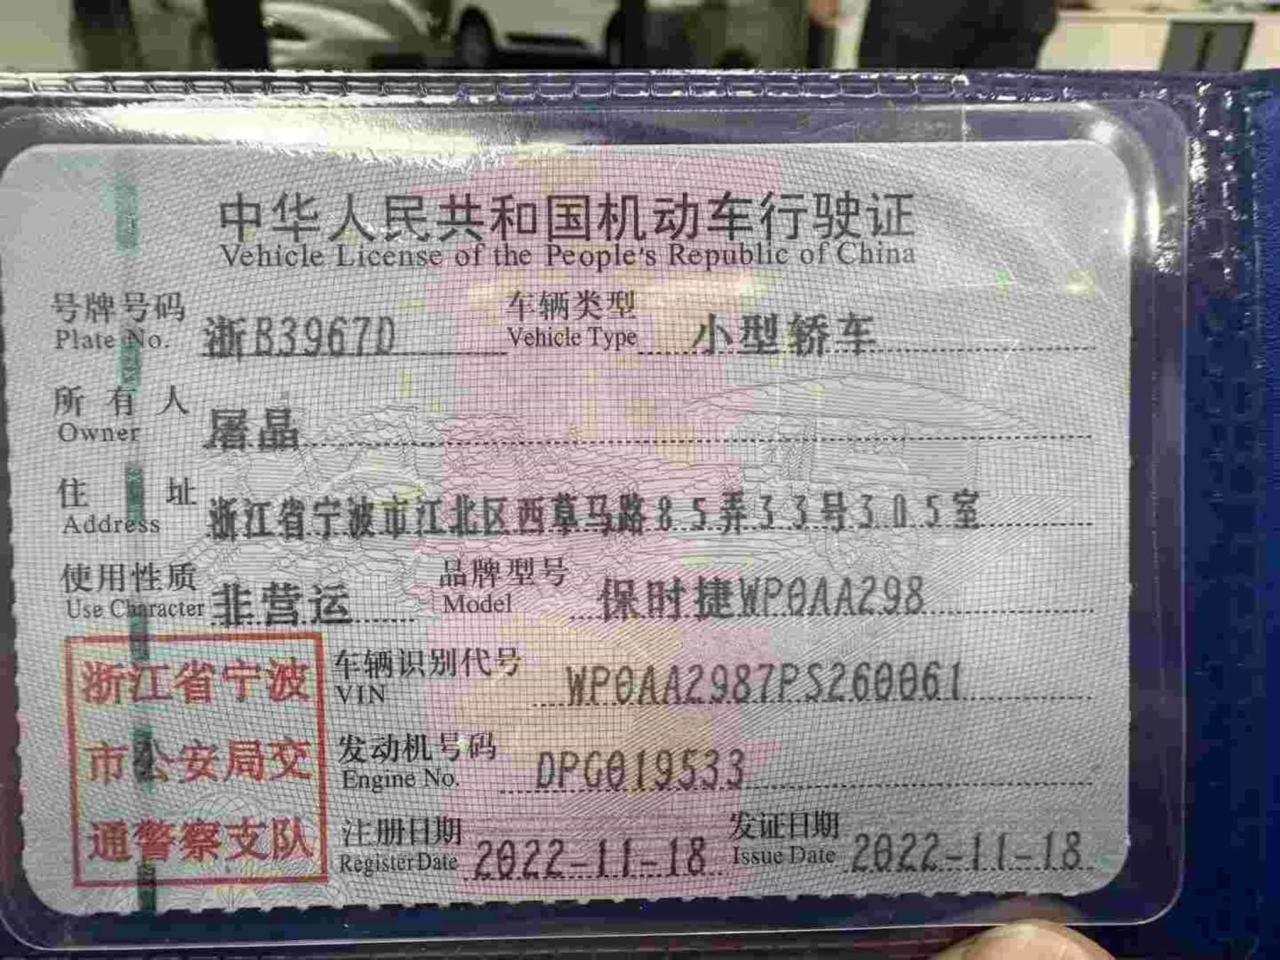 中华人民共和国机动车行驶证
Vehicle License of the People's Republic of China
号牌号码 浙B3967D 车辆类型 小型轿车
Plate No. Vehicle Type
所有人 屠晶
Owner
住址 浙江省宁波市江北区西草马路85弄33号305室
Address
使用性质 非营运 品牌型号 保时捷WP0AA298
Use Character Model
浙江省宁波
市公安局交
通警察支队
车辆识别代号 WP0AA2987PS260061
VIN
发动机号码 DPG019533
Engine No.
注册日期 2022-11-18 发证日期 2022-11-18
Register Date Issue Date